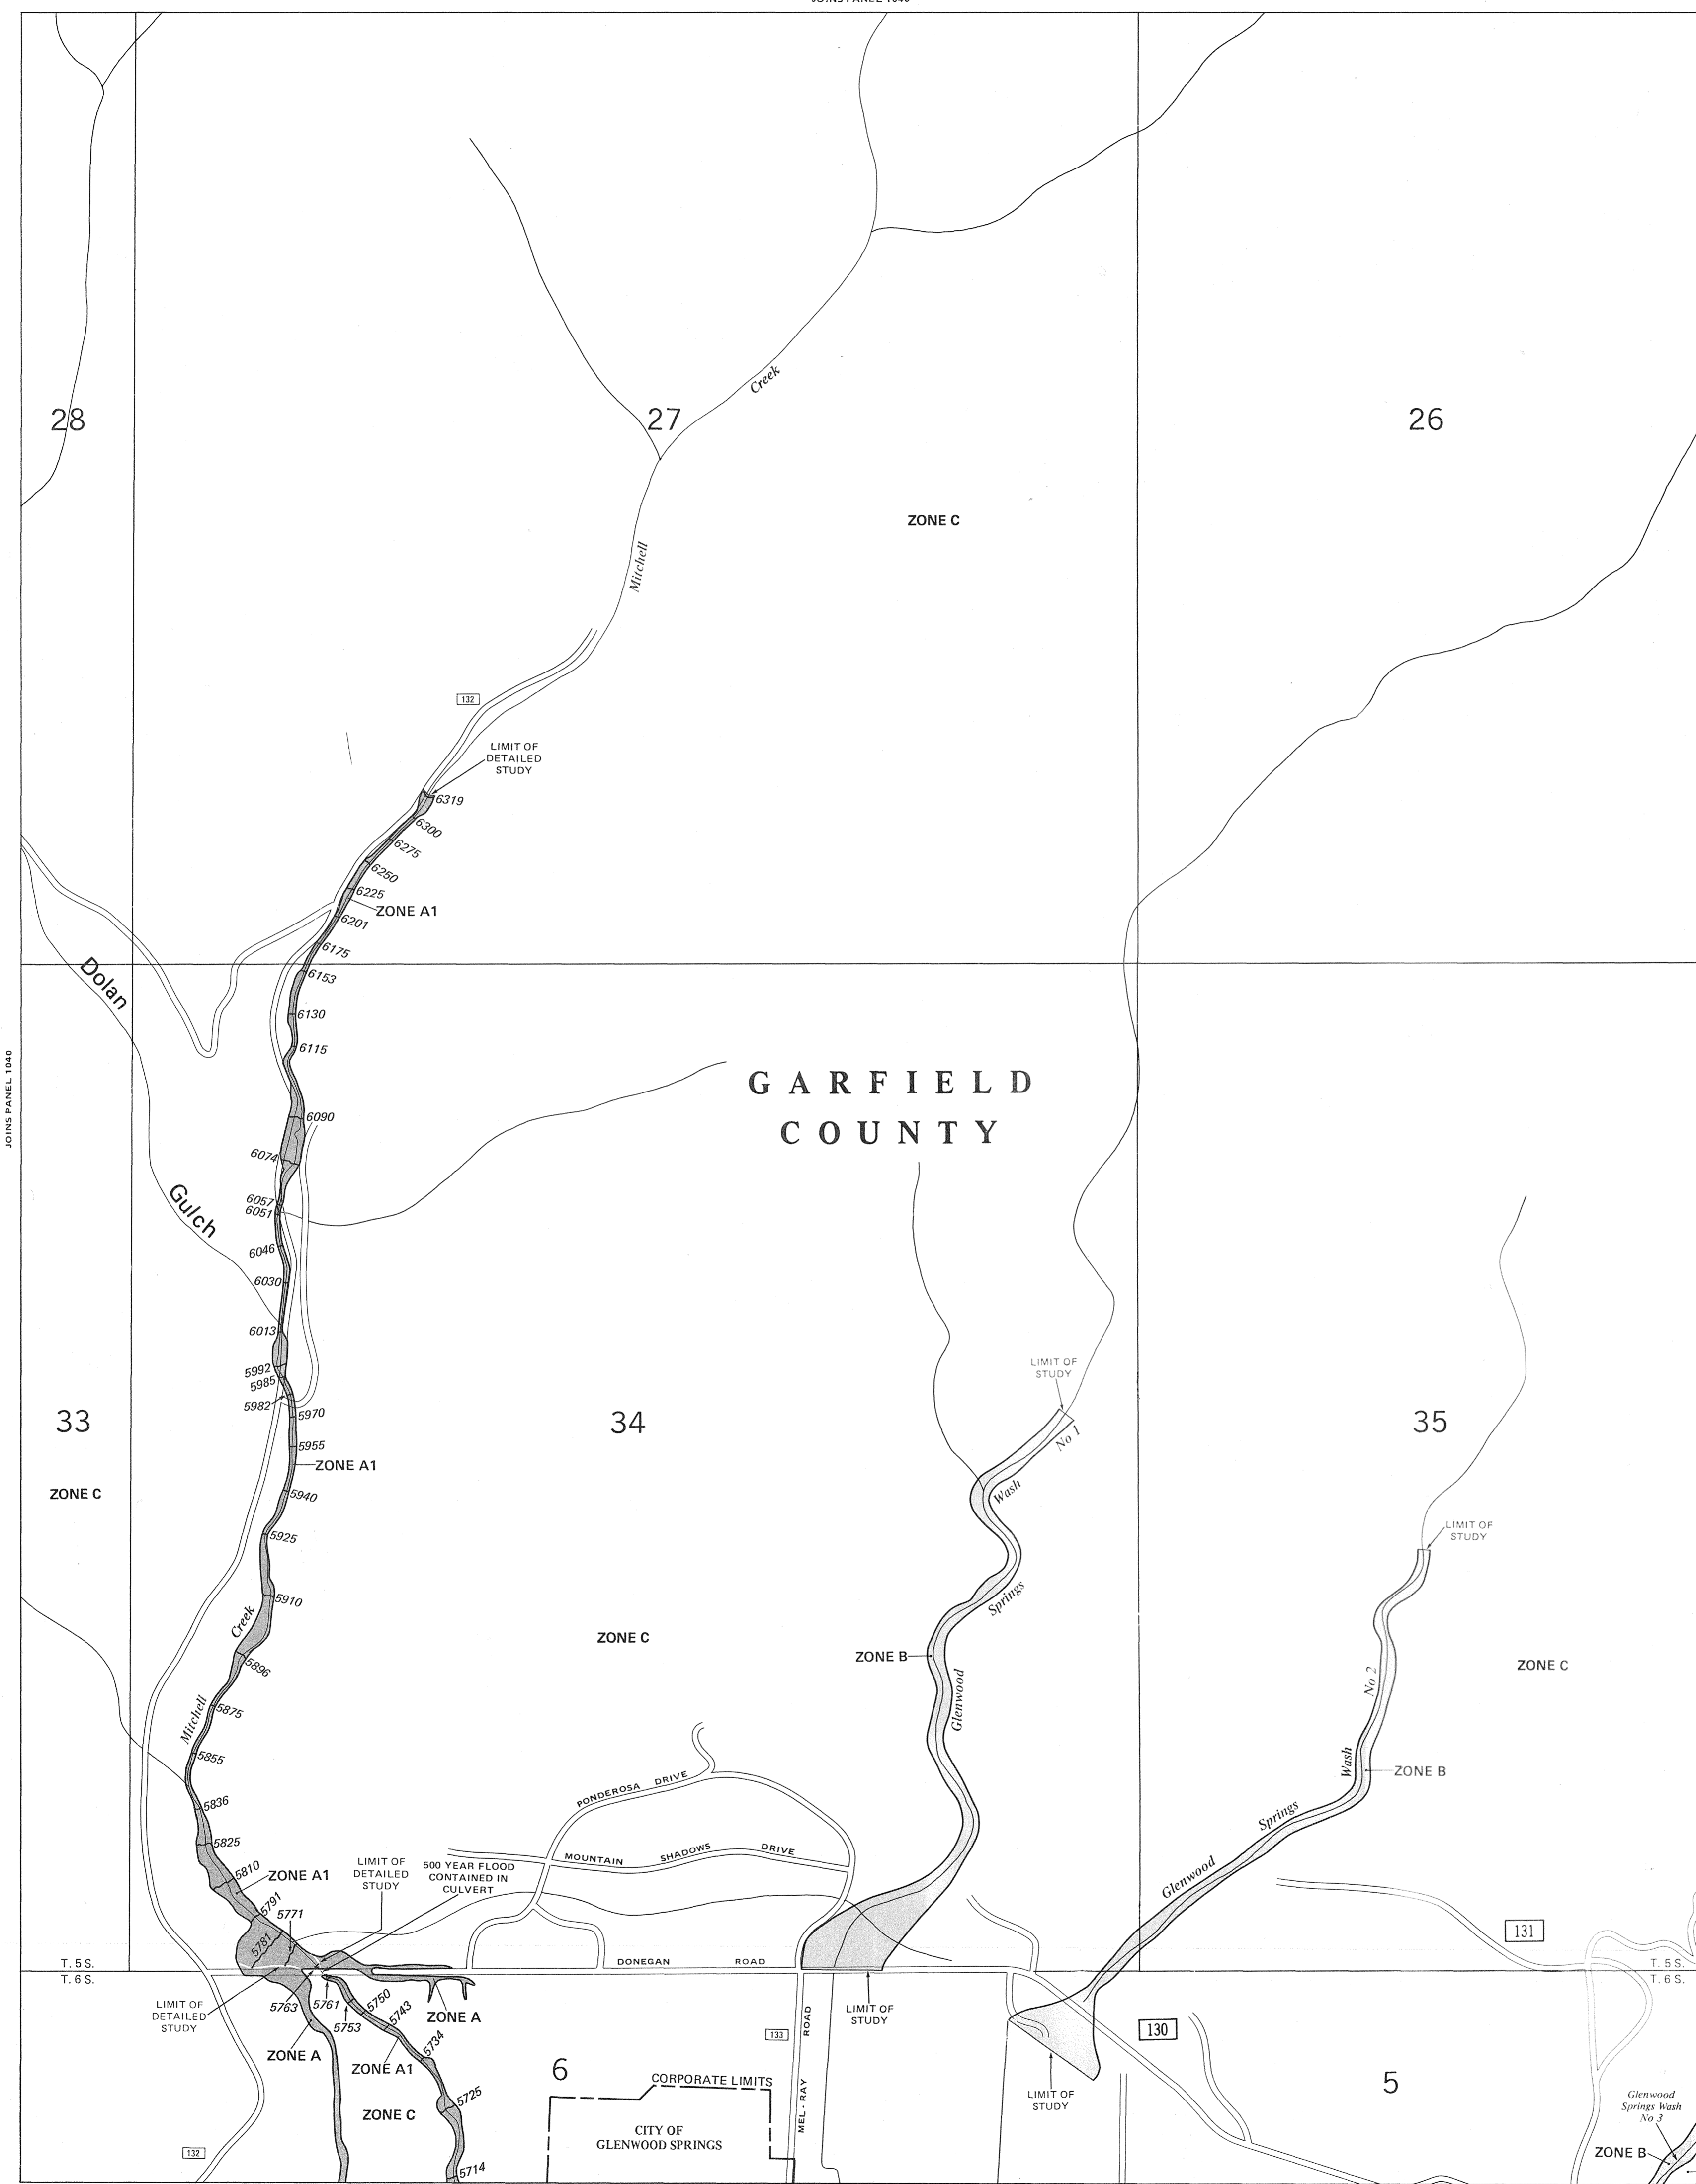 JOINS PANEL 1045
28
27
Creek
26
ZONE C
Mitchell
132
LIMIT OF
DETAILED
STUDY
6319
6300
6275
6250
6225
ZONE A1
6201
6175
6153
Dolan
6130
6115
JOINS PANEL 1040
GARFIELD
COUNTY
6090
6074
6057
6051
Gulch
6046
6030
6013
5992
5985
5982
5970
LIMIT OF
STUDY
33
34
35
No 1
5955
ZONE A1
ZONE C
5940
Wash
5925
LIMIT OF
STUDY
5910
Springs
Creek
ZONE C
ZONE B
5896
ZONE C
No 2
Glenwood
Mitchell
5875
5855
Wash
ZONE B
PONDEROSA DRIVE
5836
Springs
5825
MOUNTAIN SHADOWS DRIVE
5810
ZONE A1
LIMIT OF
DETAILED
STUDY
500 YEAR FLOOD
CONTAINED IN
CULVERT
Glenwood
5791
5771
5781
131
T. 5 S.
DONEGAN ROAD
T. 5 S.
T. 6 S.
T. 6 S.
LIMIT OF
DETAILED
STUDY
5763
5761
5753
5750
5743
ZONE A
LIMIT OF
STUDY
133
MEL-RAY ROAD
130
5734
ZONE A
ZONE A1
6
5
CORPORATE LIMITS
5725
LIMIT OF
STUDY
ZONE C
CITY OF
GLENWOOD SPRINGS
Glenwood
Springs Wash
No 3
132
ZONE B
5714